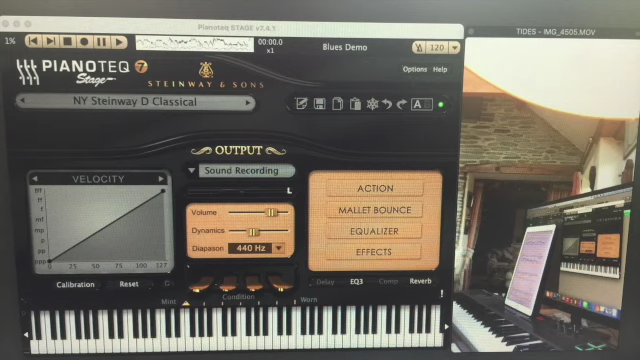 Pianoteq STAGE v7.4.1
TIDES - IMG_4505.MOV
1%
00:00,0
x1
Blues Demo
120
PIANOTEQ 7
Stage
STEINWAY & SONS
Options Help
NY Steinway D Classical
A
OUTPUT
VELOCITY
Sound Recording
fff
ff
f
mf
mp
p
pp
ppp
0 25 50 75 100 127
L
Volume
Dynamics
Diapason 440 Hz
ACTION
MALLET BOUNCE
EQUALIZER
EFFECTS
Calibration Reset
Delay EQ3 Comp Reverb
Mint Condition Worn
!